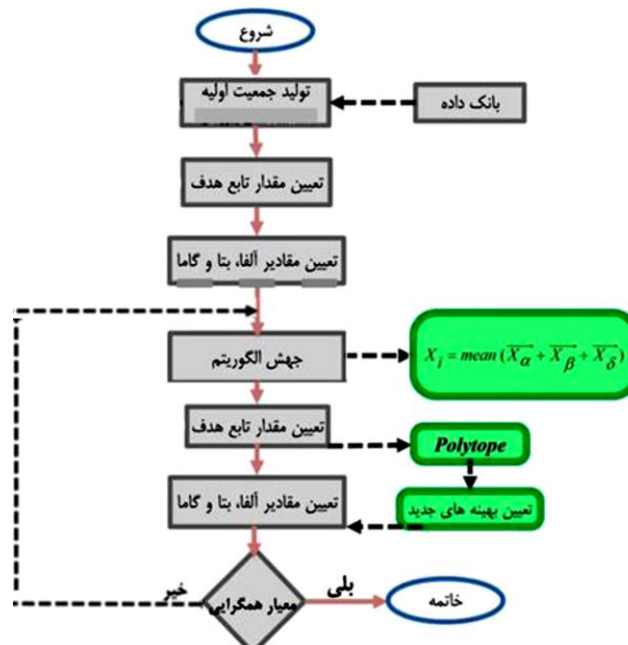 شروع
تولید جمعیت اولیه
بانک داده
تعیین مقدار تابع هدف
تعیین مقادیر آلفا، بتا و گاما
جهش الگوریتم
X_i = mean (X_α + X_β + X_δ)
تعیین مقدار تابع هدف
Polytope
تعیین مقادیر آلفا، بتا و گاما
تعیین بهینه های جدید
معیار همگرایی
خیر
بلی
خاتمه